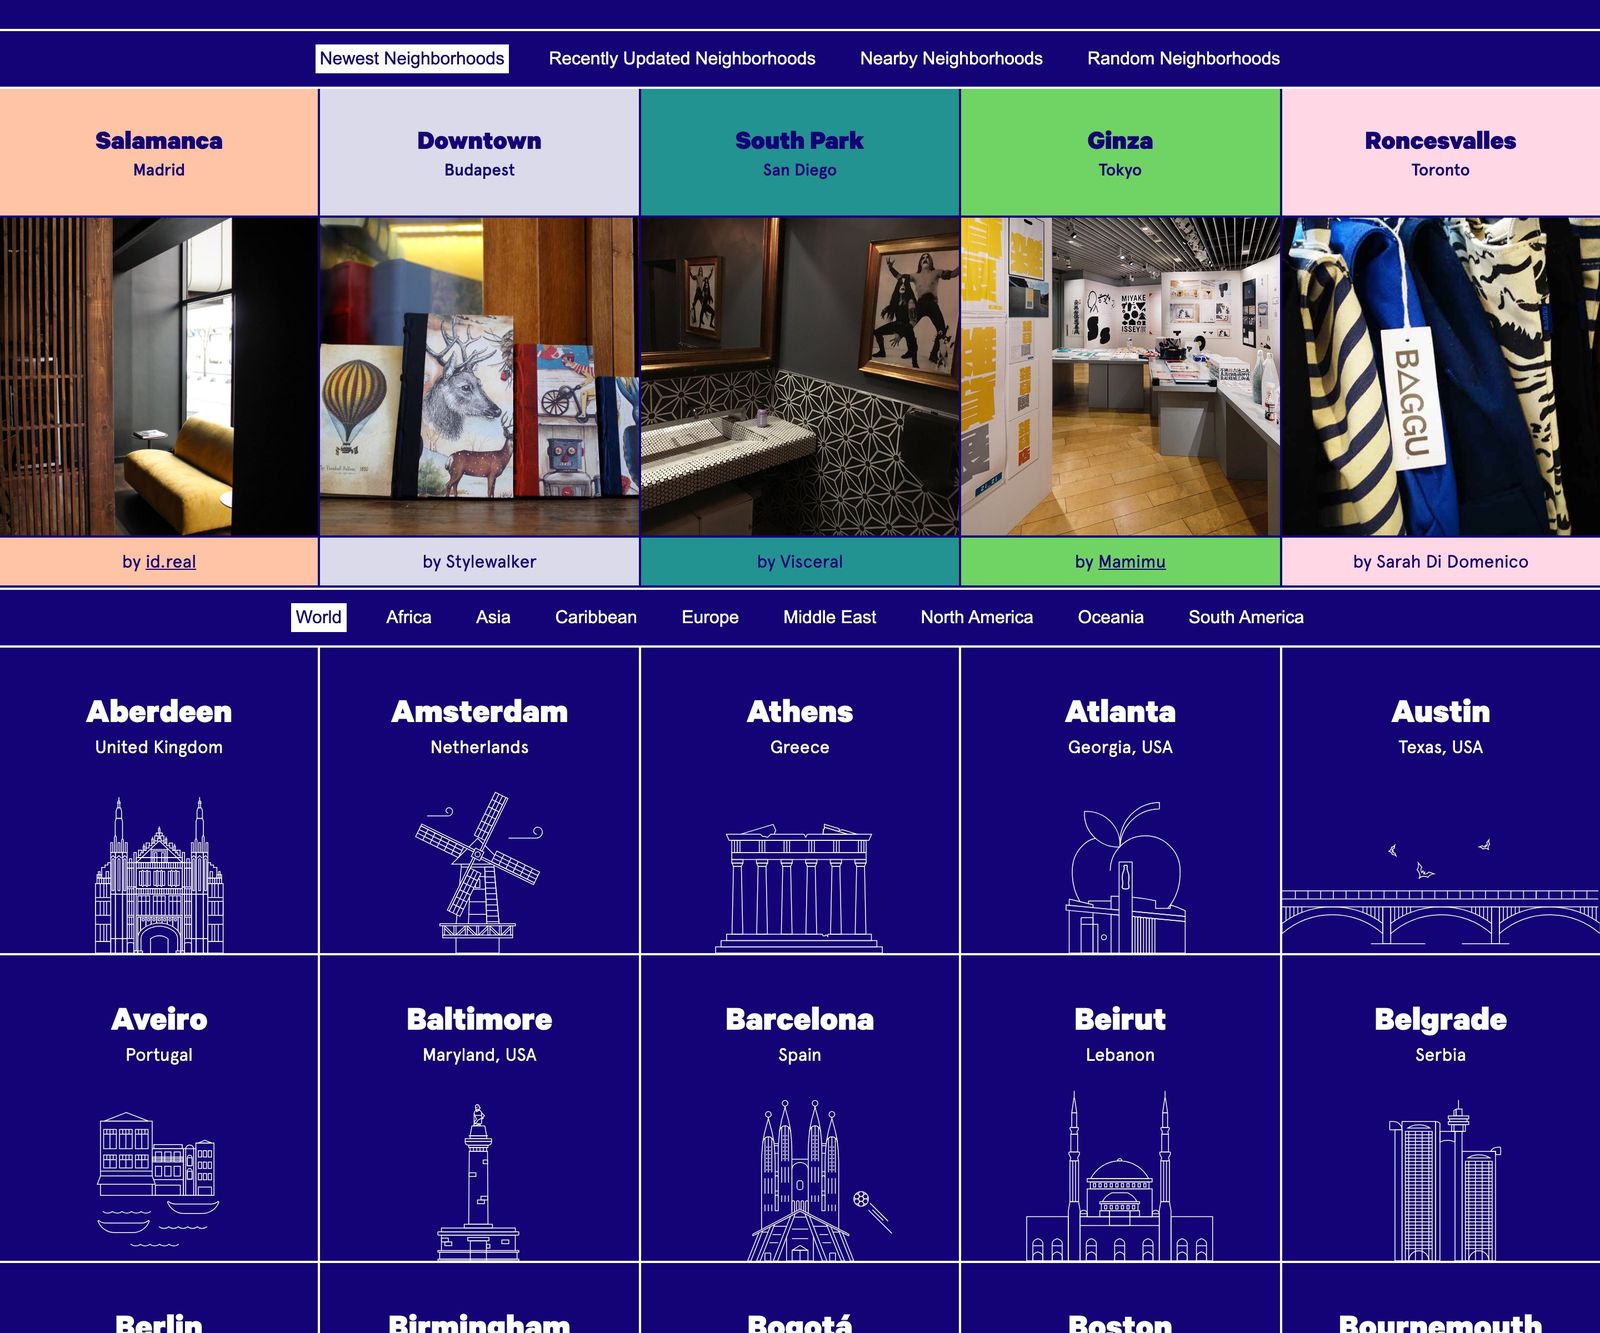 Newest Neighborhoods Recently Updated Neighborhoods Nearby Neighborhoods Random Neighborhoods
Salamanca
Madrid
Downtown
Budapest
South Park
San Diego
Ginza
Tokyo
Roncesvalles
Toronto
MIYAKE
ISSEY
BAGGU
by id.real
by Stylewalker
by Visceral
by Mamimu
by Sarah Di Domenico
World Africa Asia Caribbean Europe Middle East North America Oceania South America
Aberdeen
United Kingdom
Amsterdam
Netherlands
Athens
Greece
Atlanta
Georgia, USA
Austin
Texas, USA
Aveiro
Portugal
Baltimore
Maryland, USA
Barcelona
Spain
Beirut
Lebanon
Belgrade
Serbia
Berlin
Birmingham
Bogotá
Boston
Bournemouth